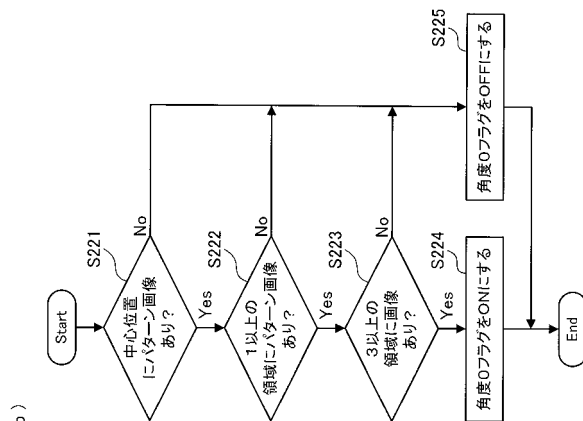 Start
S221
中心位置
にパターン画像
あり?
No
Yes
S222
1以上の
領域にパターン画像
あり?
No
Yes
S223
3以上の
領域に画像
あり?
No
Yes
S224
角度0フラグをONにする
S225
角度0フラグをOFFにする
End